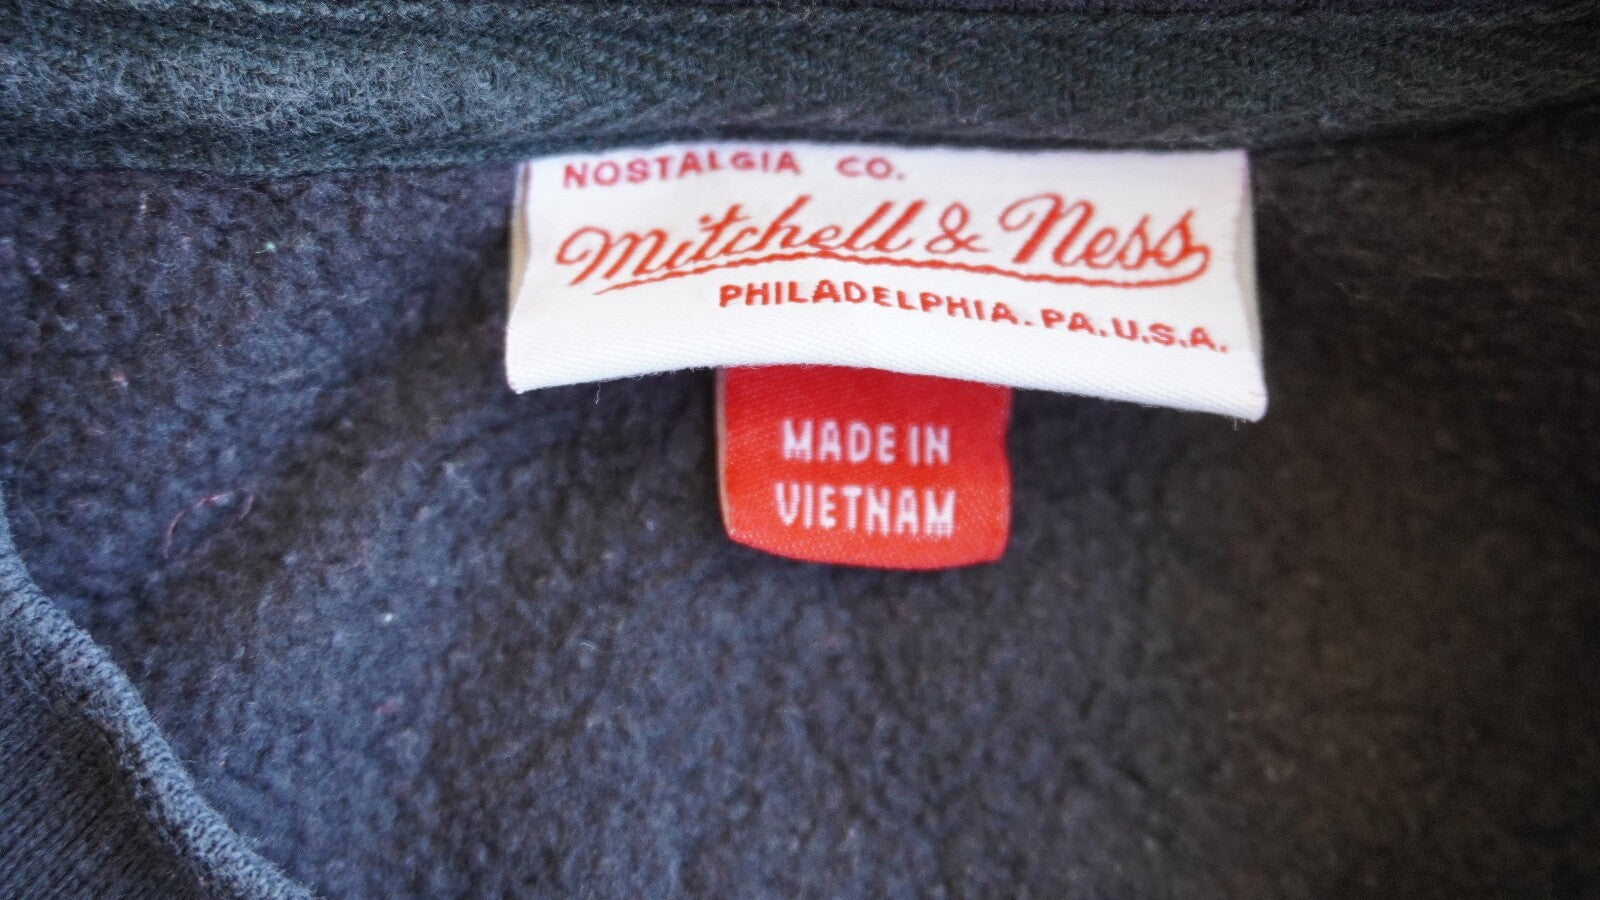 NOSTALGIA CO.
Mitchell & Ness
PHILADELPHIA. PA. U.S.A.
MADE IN
VIETNAM